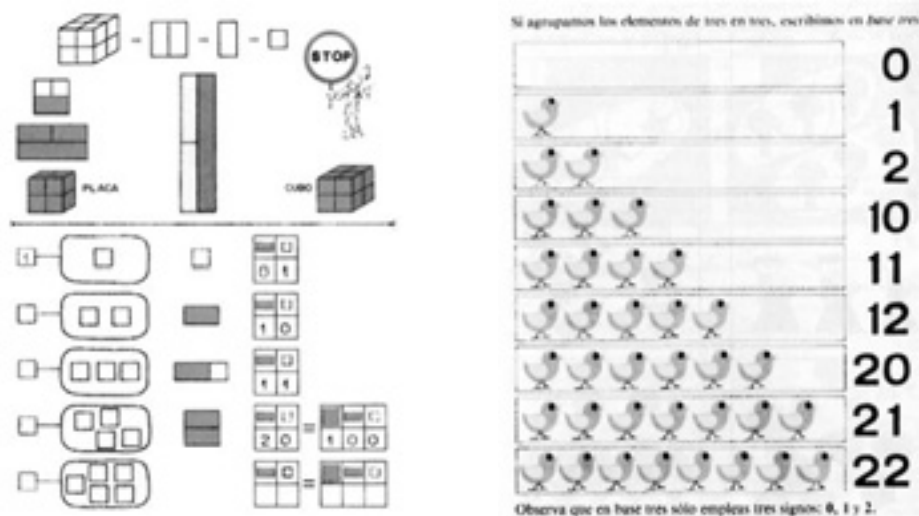 STOP
PLACA
CUBO
1
0 1
1 0
1 1
2 0 = 1 0 0
=
Si agrupamos los elementos de tres en tres, escribimos en base tres
0
1
2
10
11
12
20
21
22
Observa que en base tres sólo empleas tres signos: 0, 1 y 2.